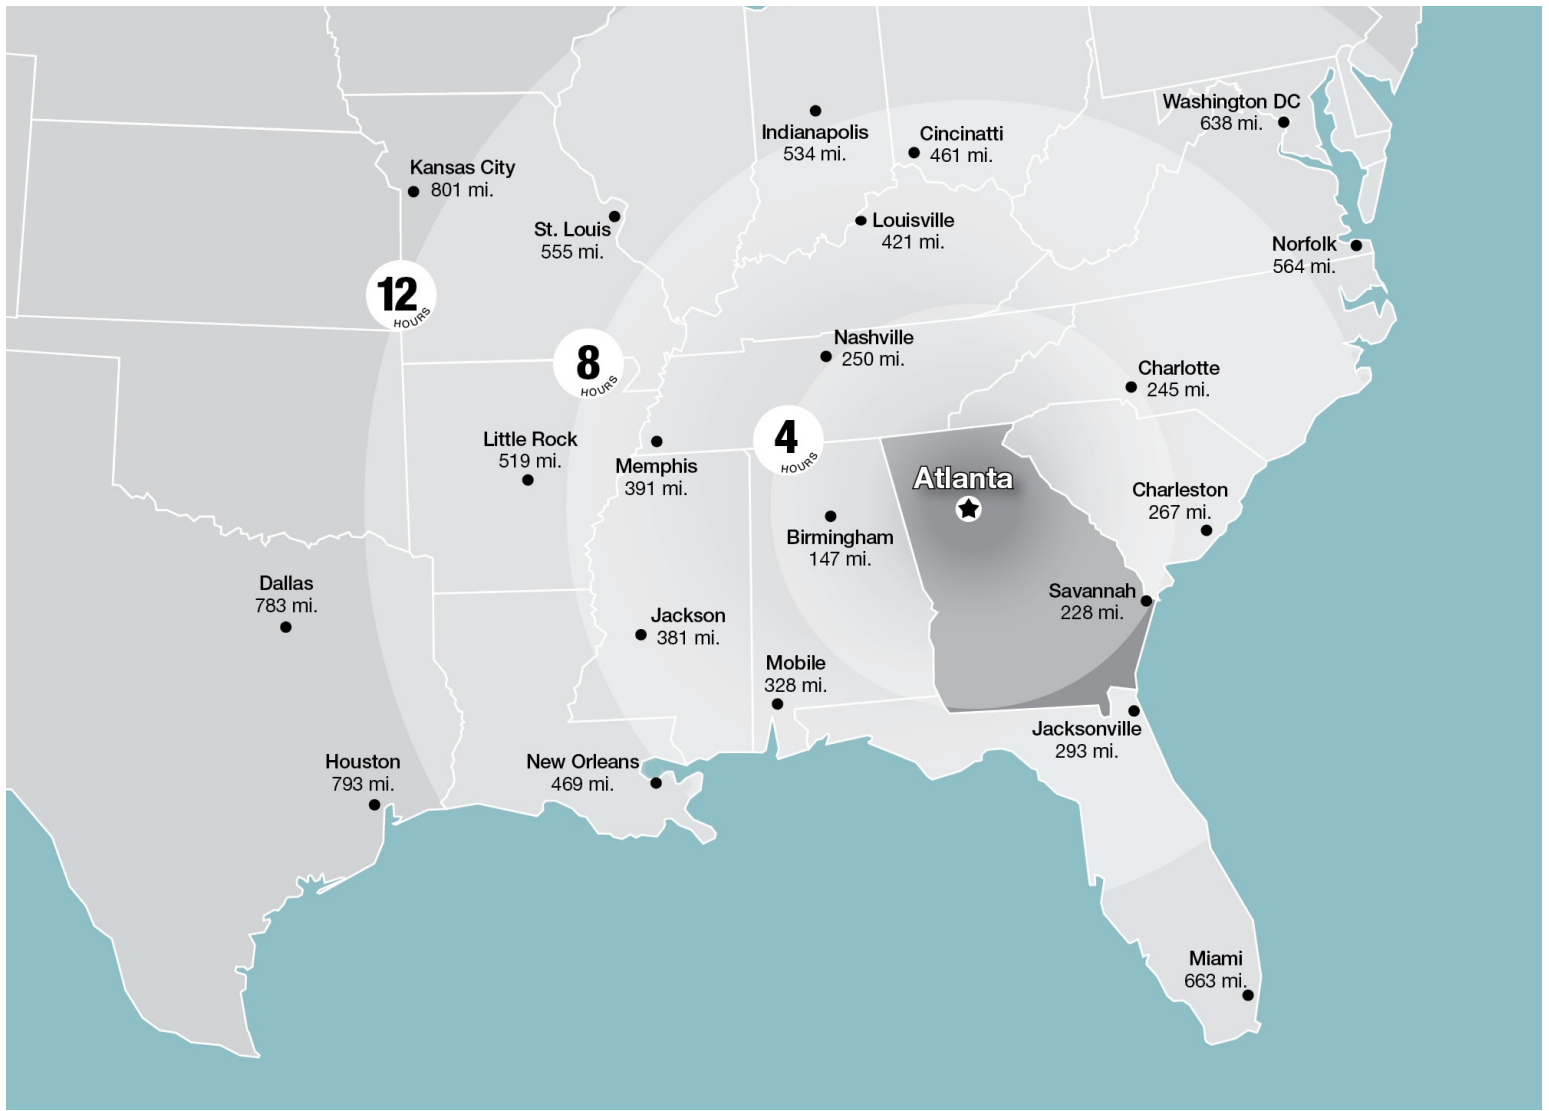 Washington DC
638 mi.
Indianapolis
534 mi.
Cincinatti
461 mi.
Kansas City
801 mi.
St. Louis
555 mi.
Louisville
421 mi.
Norfolk
564 mi.
12
HOURS
8
HOURS
Nashville
250 mi.
Charlotte
245 mi.
4
HOURS
Little Rock
519 mi.
Memphis
391 mi.
Atlanta
Charleston
267 mi.
Birmingham
147 mi.
Dallas
783 mi.
Savannah
228 mi.
Jackson
381 mi.
Mobile
328 mi.
Jacksonville
293 mi.
Houston
793 mi.
New Orleans
469 mi.
Miami
663 mi.